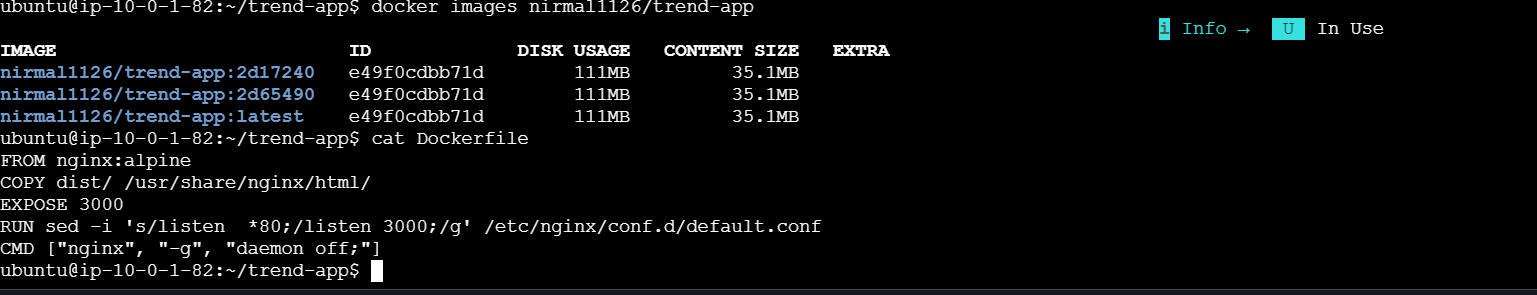 ubuntu@ip-10-0-1-82:~/trend-app$ docker images nirmal1126/trend-app
i Info → U In Use
IMAGE ID DISK USAGE CONTENT SIZE EXTRA
nirmal1126/trend-app:2d17240 e49f0cdbb71d 111MB 35.1MB
nirmal1126/trend-app:2d65490 e49f0cdbb71d 111MB 35.1MB
nirmal1126/trend-app:latest e49f0cdbb71d 111MB 35.1MB
ubuntu@ip-10-0-1-82:~/trend-app$ cat Dockerfile
FROM nginx:alpine
COPY dist/ /usr/share/nginx/html/
EXPOSE 3000
RUN sed -i 's/listen  *80;/listen 3000;/g' /etc/nginx/conf.d/default.conf
CMD ["nginx", "-g", "daemon off;"]
ubuntu@ip-10-0-1-82:~/trend-app$